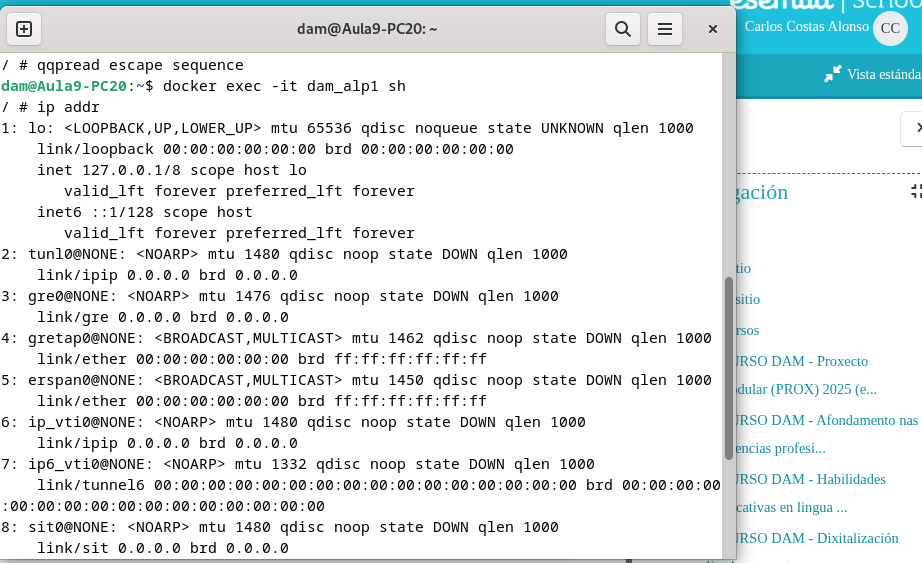 dam@Aula9-PC20: ~
/ # qqpread escape sequence
dam@Aula9-PC20:~$ docker exec -it dam_alp1 sh
/ # ip addr
1: lo: <LOOPBACK,UP,LOWER_UP> mtu 65536 qdisc noqueue state UNKNOWN qlen 1000
    link/loopback 00:00:00:00:00:00 brd 00:00:00:00:00:00
    inet 127.0.0.1/8 scope host lo
       valid_lft forever preferred_lft forever
    inet6 ::1/128 scope host
       valid_lft forever preferred_lft forever
2: tunl0@NONE: <NOARP> mtu 1480 qdisc noop state DOWN qlen 1000
    link/ipip 0.0.0.0 brd 0.0.0.0
3: gre0@NONE: <NOARP> mtu 1476 qdisc noop state DOWN qlen 1000
    link/gre 0.0.0.0 brd 0.0.0.0
4: gretap0@NONE: <BROADCAST,MULTICAST> mtu 1462 qdisc noop state DOWN qlen 1000
    link/ether 00:00:00:00:00:00 brd ff:ff:ff:ff:ff:ff
5: erspan0@NONE: <BROADCAST,MULTICAST> mtu 1450 qdisc noop state DOWN qlen 1000
    link/ether 00:00:00:00:00:00 brd ff:ff:ff:ff:ff:ff
6: ip_vti0@NONE: <NOARP> mtu 1480 qdisc noop state DOWN qlen 1000
    link/ipip 0.0.0.0 brd 0.0.0.0
7: ip6_vti0@NONE: <NOARP> mtu 1332 qdisc noop state DOWN qlen 1000
    link/tunnel6 00:00:00:00:00:00:00:00:00:00:00:00:00:00:00:00 brd 00:00:00:00
:00:00:00:00:00:00:00:00:00:00:00:00
8: sit0@NONE: <NOARP> mtu 1480 qdisc noop state DOWN qlen 1000
    link/sit 0.0.0.0 brd 0.0.0.0
Carlos Costas Alonso CC
Vista estánda
gación
tio
sitio
rsos
URSO DAM - Proxecto
odular (PROX) 2025 (e...
URSO DAM - Afondamento nas
encias profesi...
URSO DAM - Habilidades
cativas en lingua ...
URSO DAM - Dixitalización